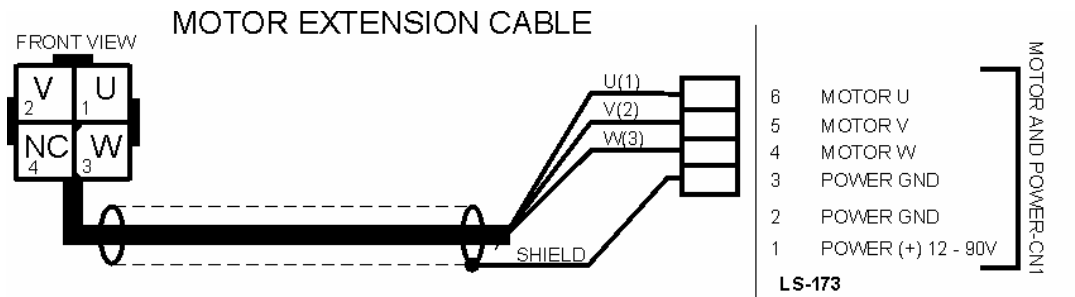 MOTOR EXTENSION CABLE
FRONT VIEW
V
2
U
1
NC
4
W
3
U(1)
V(2)
W(3)
SHIELD
6 MOTOR U
5 MOTOR V
4 MOTOR W
3 POWER GND
2 POWER GND
1 POWER (+) 12 - 90V
LS-173
MOTOR AND POWER-CN1